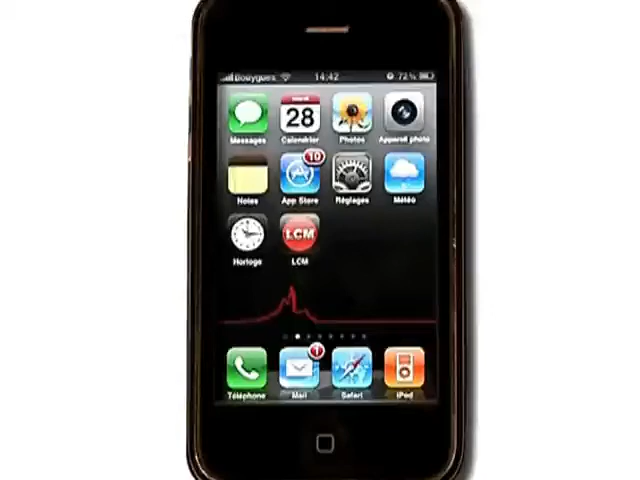 Bouygues 14:42 72 %
28
Messages Calendrier Photos Appareil photo
10
Notes App Store Réglages Météo
LCM
Horloge LCM
1
Téléphone Mail Safari iPod